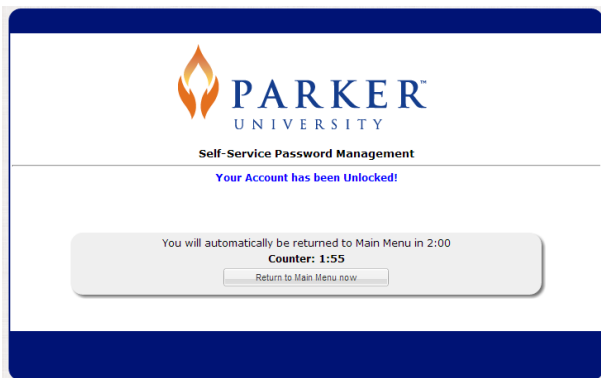 PARKER™
UNIVERSITY
Self-Service Password Management
Your Account has been Unlocked!
You will automatically be returned to Main Menu in 2:00
Counter: 1:55
Return to Main Menu now